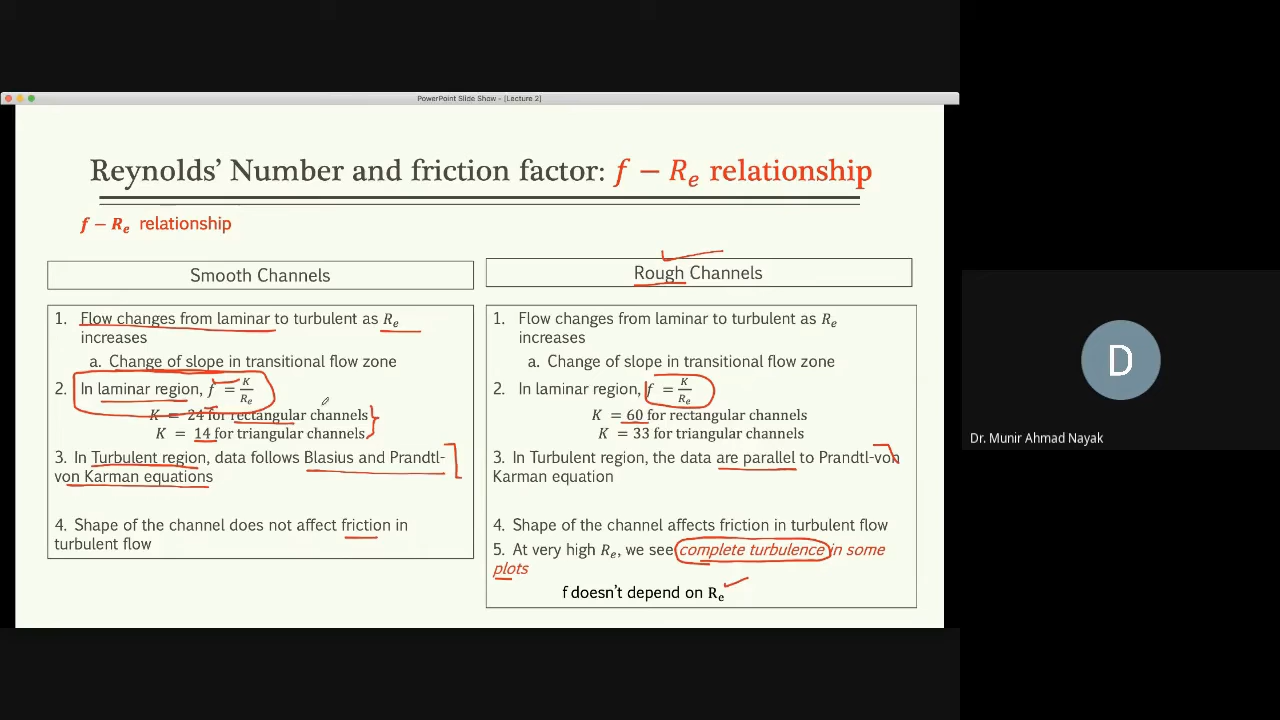 PowerPoint Slide Show - [Lecture 2]
Reynolds' Number and friction factor: f − Re relationship
f − Re relationship
Smooth Channels
1. Flow changes from laminar to turbulent as Re
increases
a. Change of slope in transitional flow zone
2. In laminar region, f = K/Re
K = 24 for rectangular channels
K = 14 for triangular channels
3. In Turbulent region, data follows Blasius and Prandtl-
von Karman equations
4. Shape of the channel does not affect friction in
turbulent flow
Rough Channels
1. Flow changes from laminar to turbulent as Re
increases
a. Change of slope in transitional flow zone
2. In laminar region, f = K/Re
K = 60 for rectangular channels
K = 33 for triangular channels
3. In Turbulent region, the data are parallel to Prandtl-von
Karman equation
4. Shape of the channel affects friction in turbulent flow
5. At very high Re, we see complete turbulence in some
plots
f doesn't depend on Re
D
Dr. Munir Ahmad Nayak